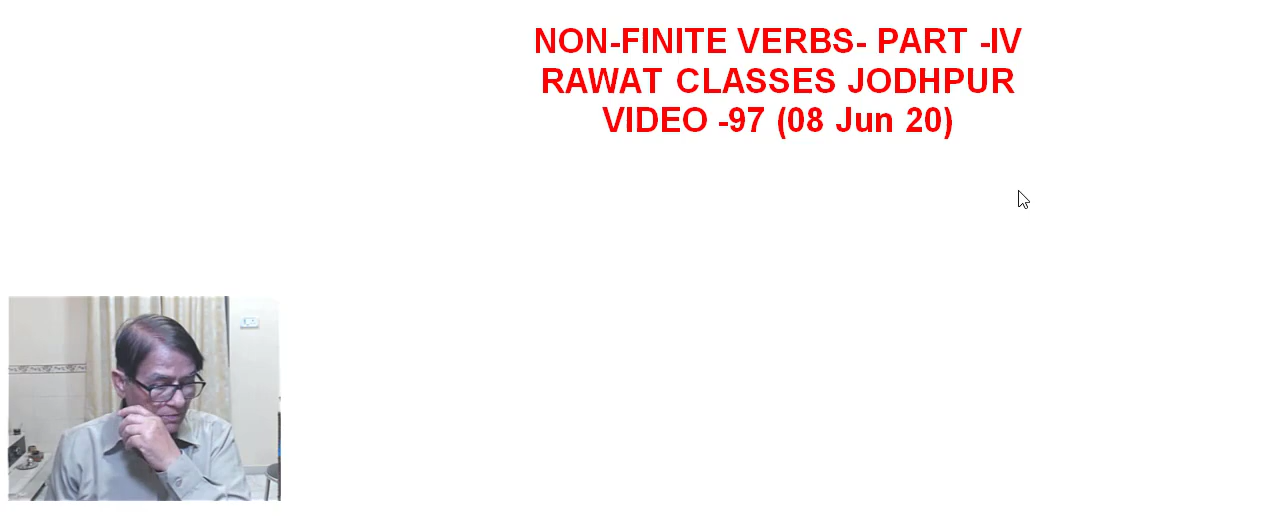 NON-FINITE VERBS- PART -IV
RAWAT CLASSES JODHPUR
VIDEO -97 (08 Jun 20)